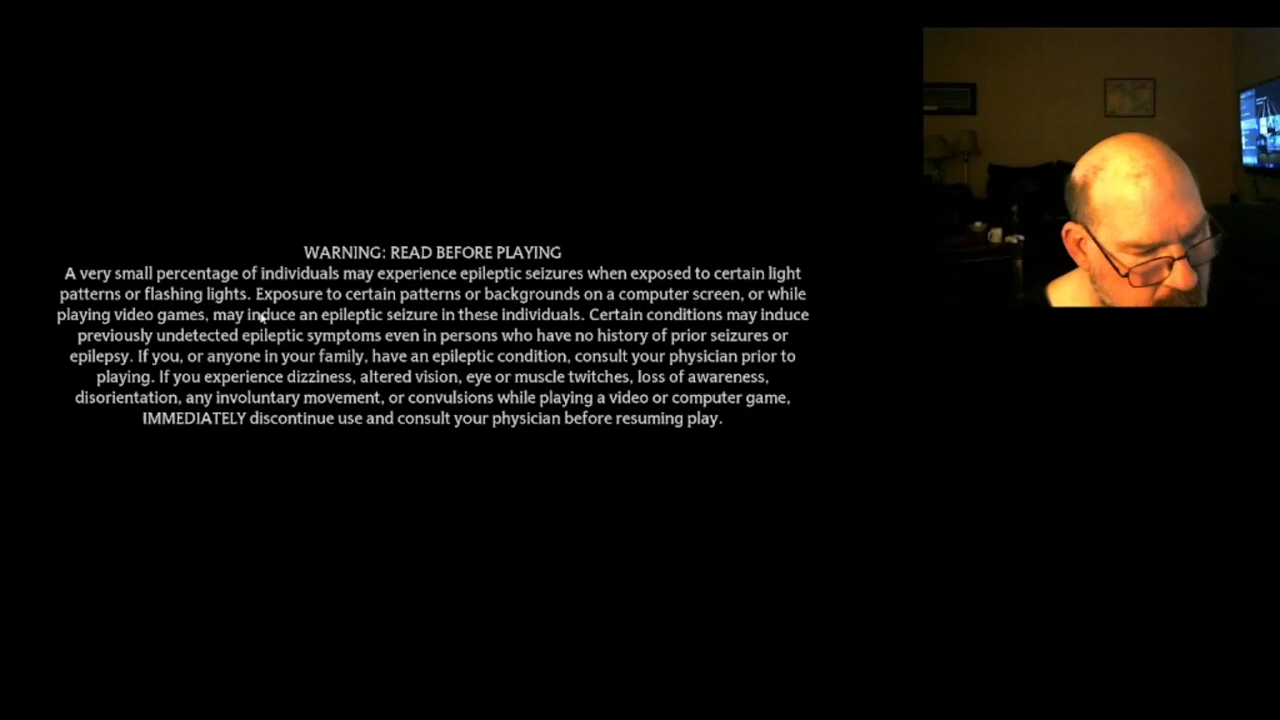 WARNING: READ BEFORE PLAYING
A very small percentage of individuals may experience epileptic seizures when exposed to certain light
patterns or flashing lights. Exposure to certain patterns or backgrounds on a computer screen, or while
playing video games, may induce an epileptic seizure in these individuals. Certain conditions may induce
previously undetected epileptic symptoms even in persons who have no history of prior seizures or
epilepsy. If you, or anyone in your family, have an epileptic condition, consult your physician prior to
playing. If you experience dizziness, altered vision, eye or muscle twitches, loss of awareness,
disorientation, any involuntary movement, or convulsions while playing a video or computer game,
IMMEDIATELY discontinue use and consult your physician before resuming play.